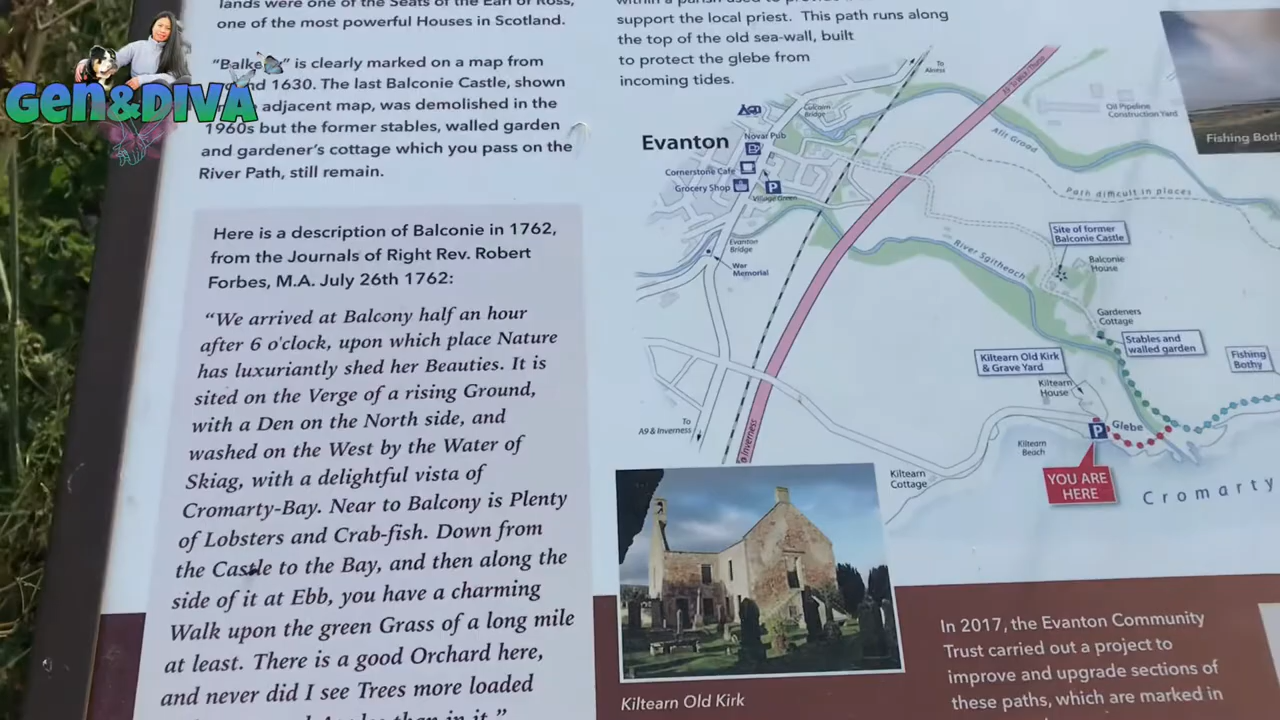 lands were one of the Seats of the Earl of Ross,
one of the most powerful Houses in Scotland.
is clearly marked on a map from
1630. The last Balconie Castle, shown
adjacent map, was demolished in the
1960s but the former stables, walled garden
and gardener's cottage which you pass on the
River Path, still remain.
Here is a description of Balconie in 1762,
from the Journals of Right Rev. Robert
Forbes, M.A. July 26th 1762:
"We arrived at Balcony half an hour
after 6 o'clock, upon which place Nature
has luxuriantly shed her Beauties. It is
sited on the Verge of a rising Ground,
with a Den on the North side, and
washed on the West by the Water of
Skiag, with a delightful vista of
Cromarty-Bay. Near to Balcony is Plenty
of Lobsters and Crab-fish. Down from
the Castle to the Bay, and then along the
side of it at Ebb, you have a charming
Walk upon the green Grass of a long mile
at least. There is a good Orchard here,
and never did I see Trees more loaded
than in it."
Gen&DIVA
support the local priest. This path runs along
the top of the old sea-wall, built
to protect the glebe from
incoming tides.
Evanton
To
Alness
Culcairn
Bridge
Novar Pub
Cornerstone Cafe
Grocery Shop
P
Village Green
Evanton
Bridge
War
Memorial
Oil Pipeline
Construction Yard
Allt Graad
Path difficult in places
River Sgitheach
Site of former
Balconie Castle
Balconie
House
Gardeners
Cottage
Stables and
walled garden
Kiltearn Old Kirk
& Grave Yard
Kiltearn
House
Fishing
Bothy
P
Glebe
Kiltearn
Beach
YOU ARE
HERE
Kiltearn
Cottage
Cromarty
To
A9 & Inverness
Inverness
Fishing Both
Kiltearn Old Kirk
In 2017, the Evanton Community
Trust carried out a project to
improve and upgrade sections of
these paths, which are marked in